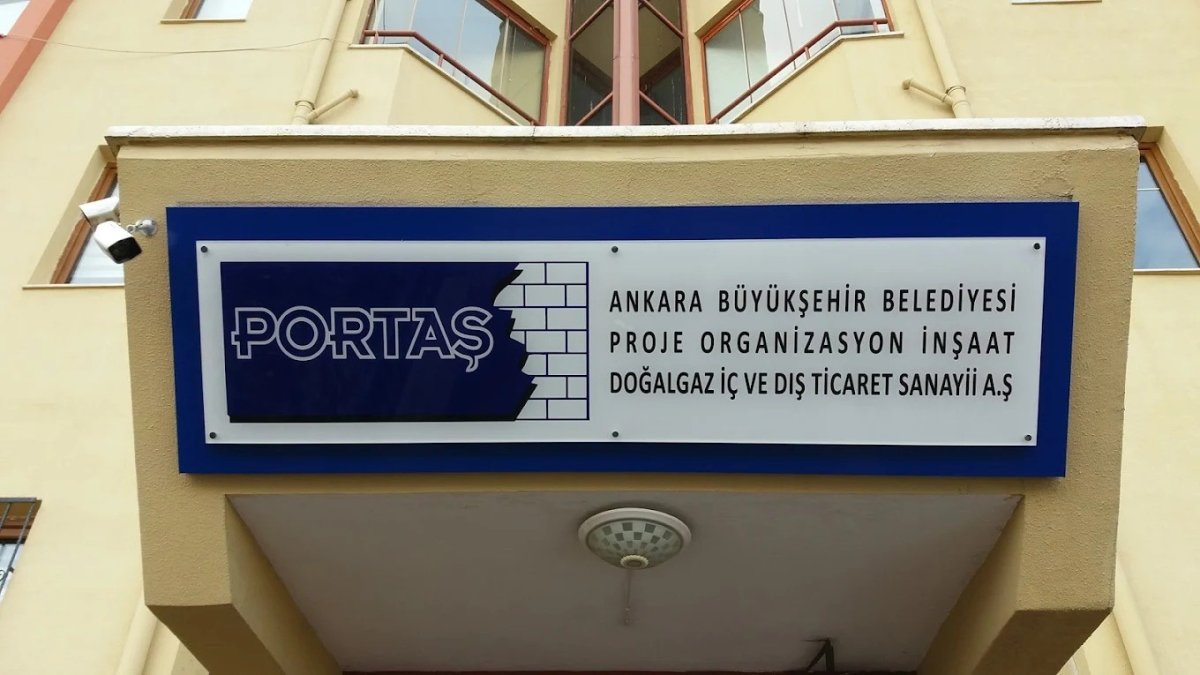 PORTAŞ
ANKARA BÜYÜKŞEHİR BELEDİYESİ
PROJE ORGANİZASYON İNŞAAT
DOĞALGAZ İÇ VE DIŞ TİCARET SANAYİİ A.Ş